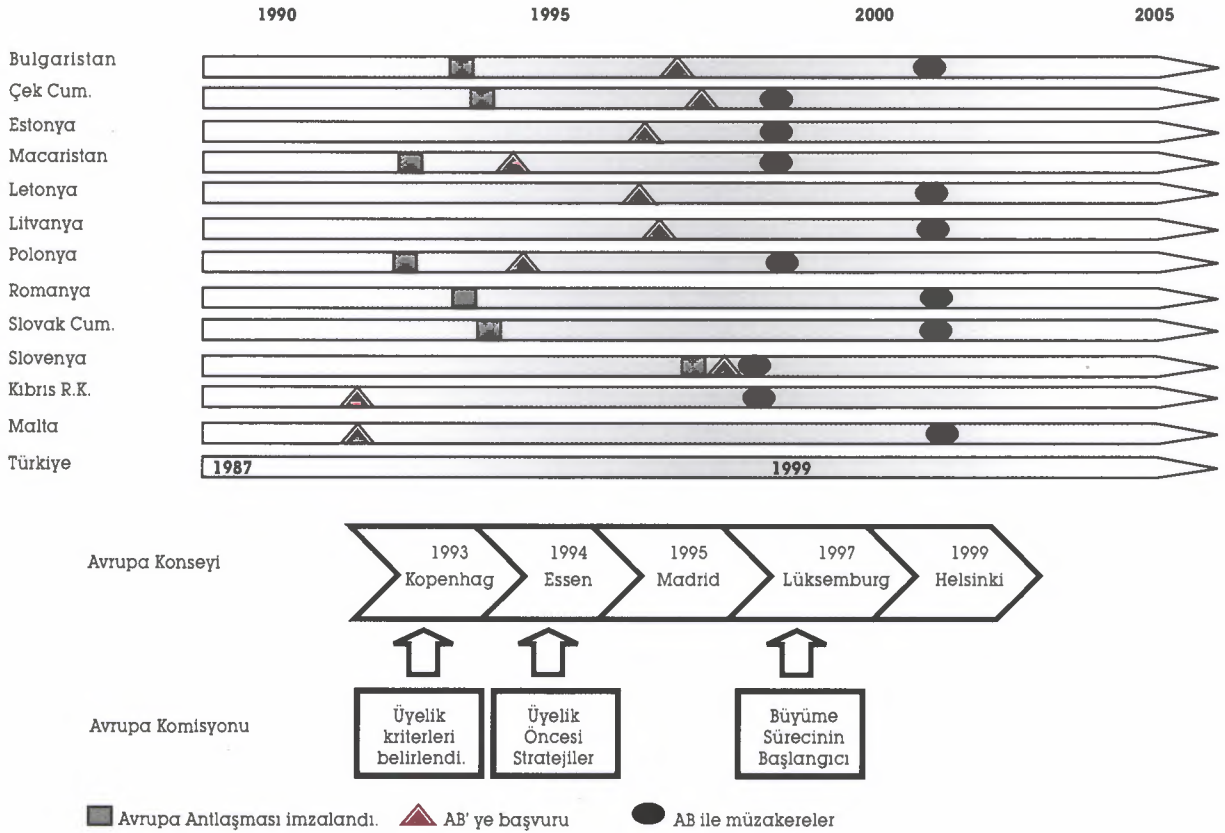 1990 1995 2000 2005
Bulgaristan
Çek Cum.
Estonya
Macaristan
Letonya
Litvanya
Polonya
Romanya
Slovak Cum.
Slovenya
Kıbrıs R.K.
Malta
Türkiye 1987 1999
Avrupa Konseyi
1993
Kopenhag
1994
Essen
1995
Madrid
1997
Lüksemburg
1999
Helsinki
Avrupa Komisyonu
Üyelik
kriterleri
belirlendi.
Üyelik
Öncesi
Stratejiler
Büyüme
Sürecinin
Başlangıcı
Avrupa Antlaşması imzalandı. AB' ye başvuru AB ile müzakereler